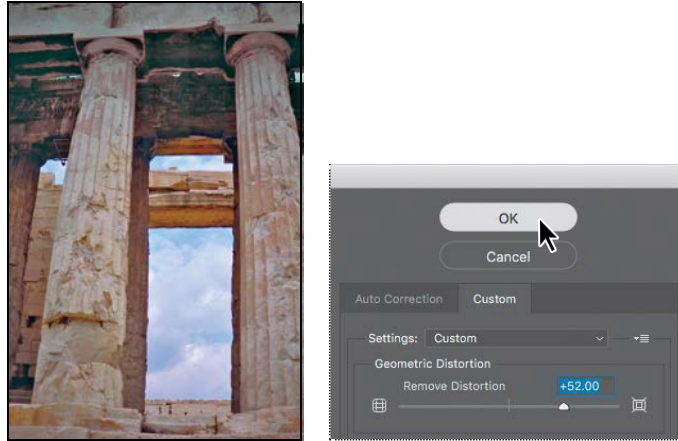 OK
Cancel
Auto Correction Custom
Settings: Custom
Geometric Distortion
Remove Distortion +52.00